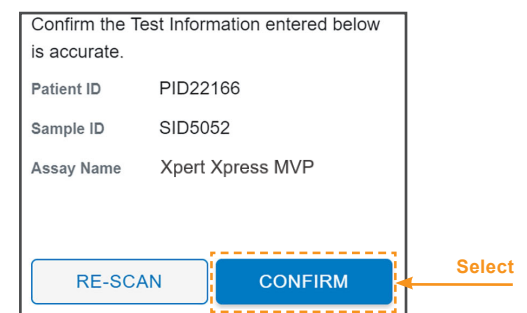 Confirm the Test Information entered below
is accurate.
Patient ID PID22166
Sample ID SID5052
Assay Name Xpert Xpress MVP
RE-SCAN CONFIRM Select